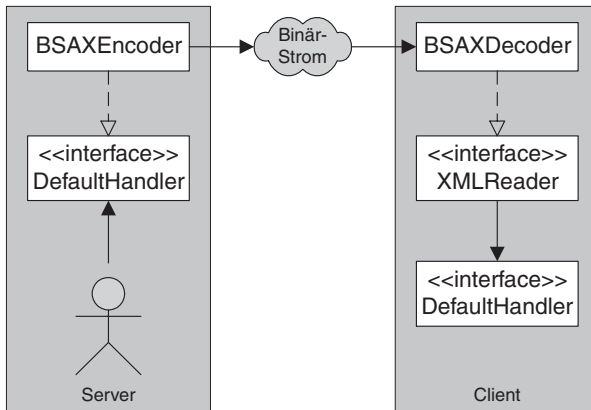 BSAXEncoder
<<interface>>
DefaultHandler
Server
Binär-
Strom
BSAXDecoder
<<interface>>
XMLReader
<<interface>>
DefaultHandler
Client